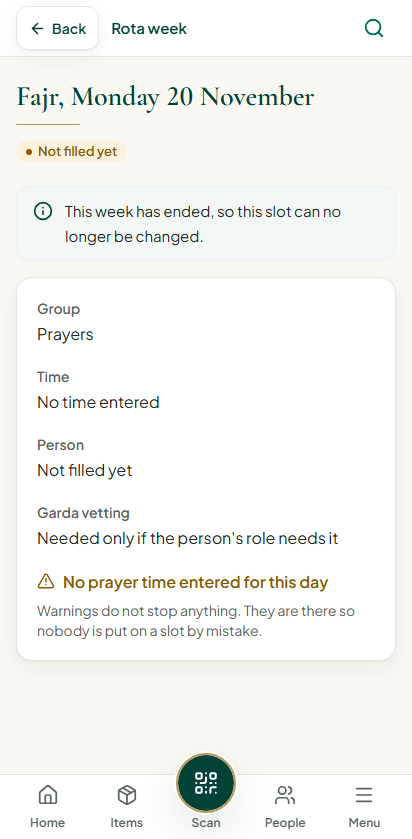 Back
Rota week
Fajr, Monday 20 November
Not filled yet
This week has ended, so this slot can no
longer be changed.
Group
Prayers
Time
No time entered
Person
Not filled yet
Garda vetting
Needed only if the person's role needs it
No prayer time entered for this day
Warnings do not stop anything. They are there so
nobody is put on a slot by mistake.
Home
Items
Scan
People
Menu